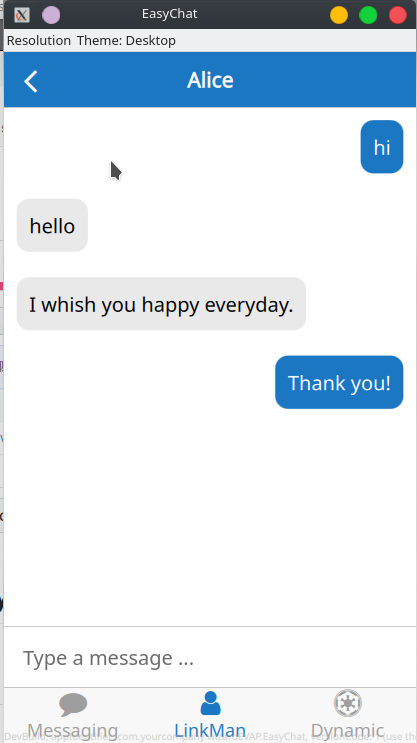 EasyChat
Resolution Theme: Desktop
Alice
hi
hello
I whish you happy everyday.
Thank you!
Type a message ...
Messaging
LinkMan
Dynamic